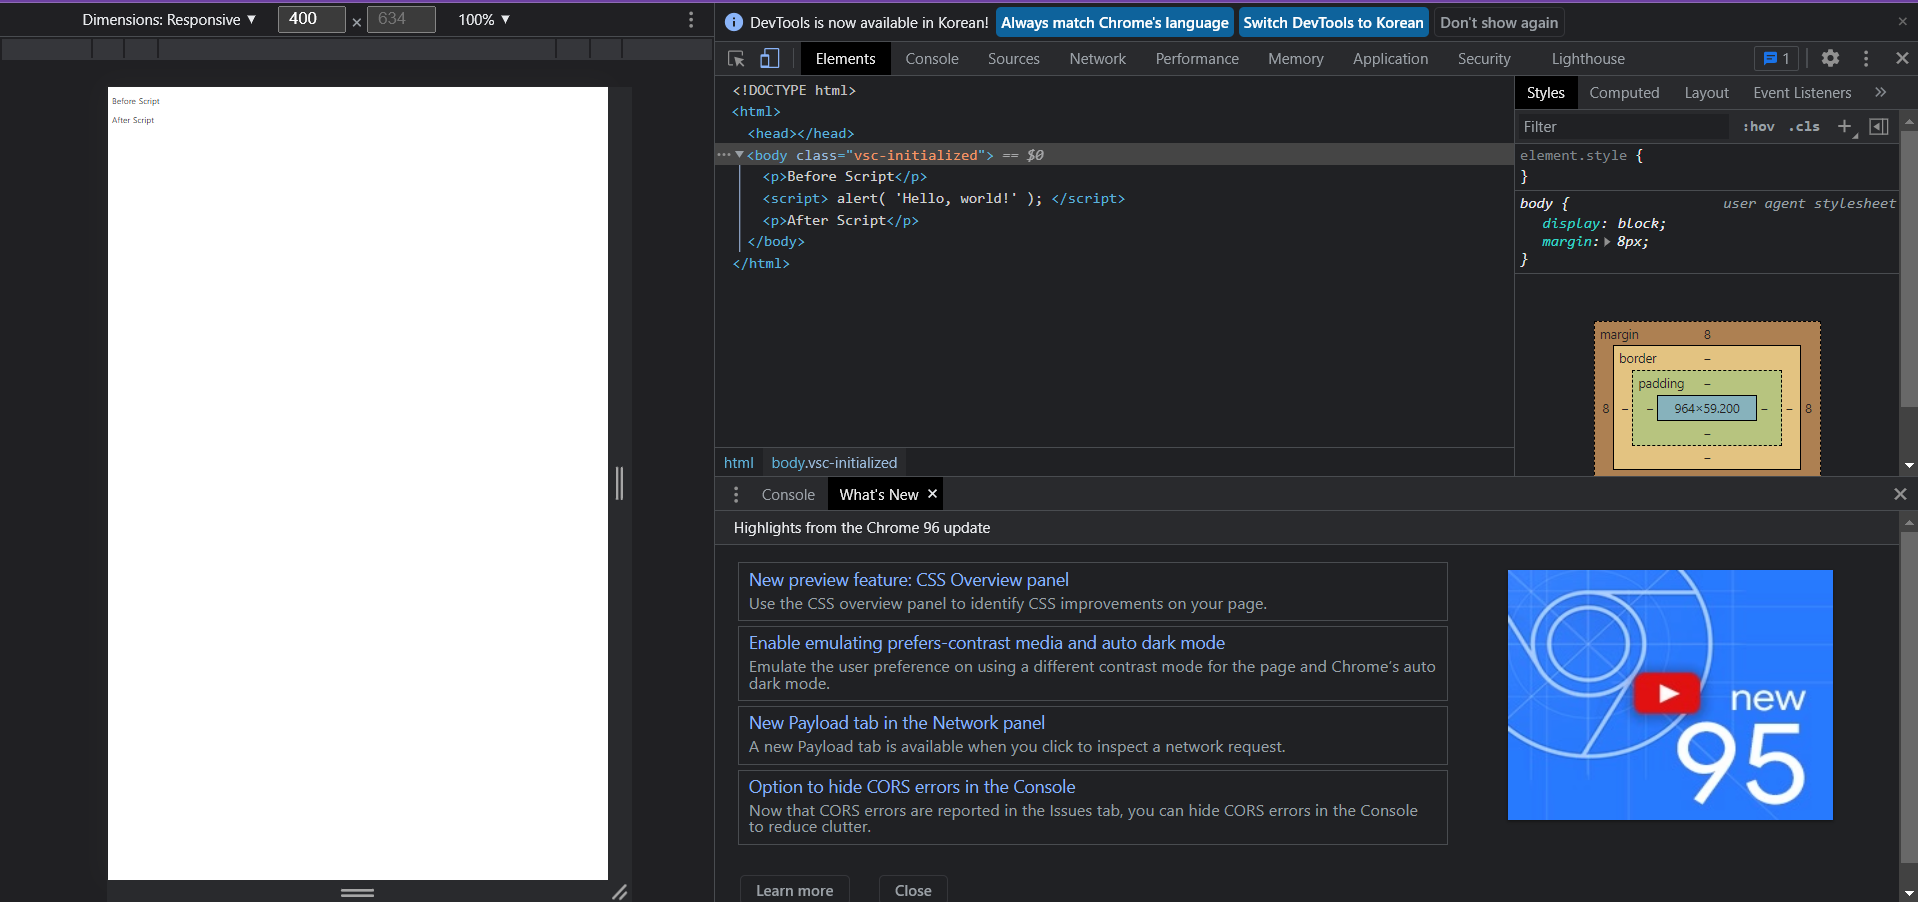 Dimensions: Responsive ▼ 400 × 634 100% ▼
Before Script
After Script
DevTools is now available in Korean! Always match Chrome's language Switch DevTools to Korean Don't show again ×
Elements Console Sources Network Performance Memory Application Security Lighthouse 1
<!DOCTYPE html>
<html>
<head></head>
<body class="vsc-initialized"> == $0
<p>Before Script</p>
<script> alert( 'Hello, world!' ); </script>
<p>After Script</p>
</body>
</html>
html body.vsc-initialized
Styles Computed Layout Event Listeners »
Filter :hov .cls +
element.style {
}
body { user agent stylesheet
display: block;
margin: 8px;
}
margin 8
border –
padding –
8 – – 964×59.200 – – 8
–
–
Console What's New ×
Highlights from the Chrome 96 update
New preview feature: CSS Overview panel
Use the CSS overview panel to identify CSS improvements on your page.
Enable emulating prefers-contrast media and auto dark mode
Emulate the user preference on using a different contrast mode for the page and Chrome’s auto
dark mode.
New Payload tab in the Network panel
A new Payload tab is available when you click to inspect a network request.
Option to hide CORS errors in the Console
Now that CORS errors are reported in the Issues tab, you can hide CORS errors in the Console
to reduce clutter.
Learn more Close
new
95